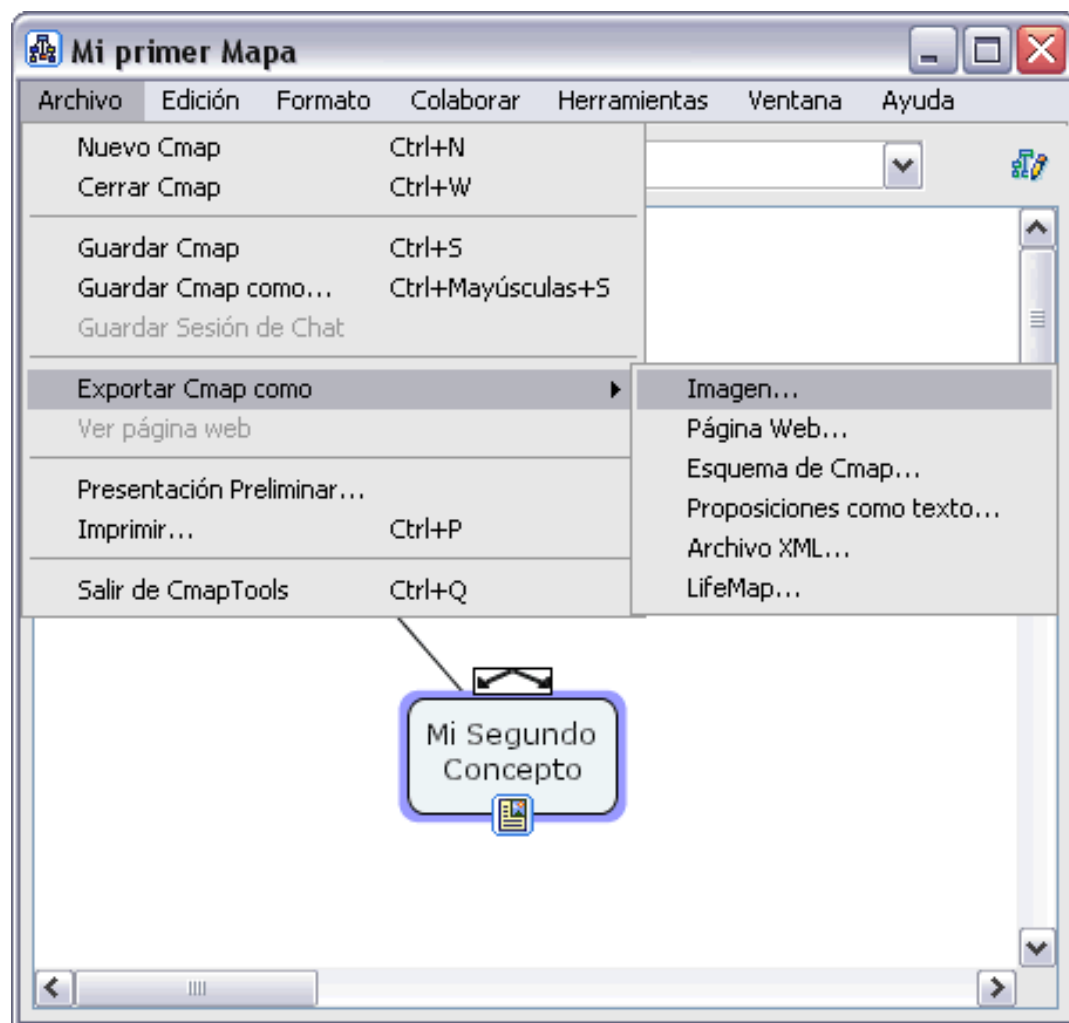 Mi primer Mapa
Archivo Edición Formato Colaborar Herramientas Ventana Ayuda
Nuevo Cmap Ctrl+N
Cerrar Cmap Ctrl+W
Guardar Cmap Ctrl+S
Guardar Cmap como... Ctrl+Mayúsculas+S
Guardar Sesión de Chat
Exportar Cmap como
Ver página web
Presentación Preliminar...
Imprimir... Ctrl+P
Salir de CmapTools Ctrl+Q
Imagen...
Página Web...
Esquema de Cmap...
Proposiciones como texto...
Archivo XML...
LifeMap...
Mi Segundo
Concepto